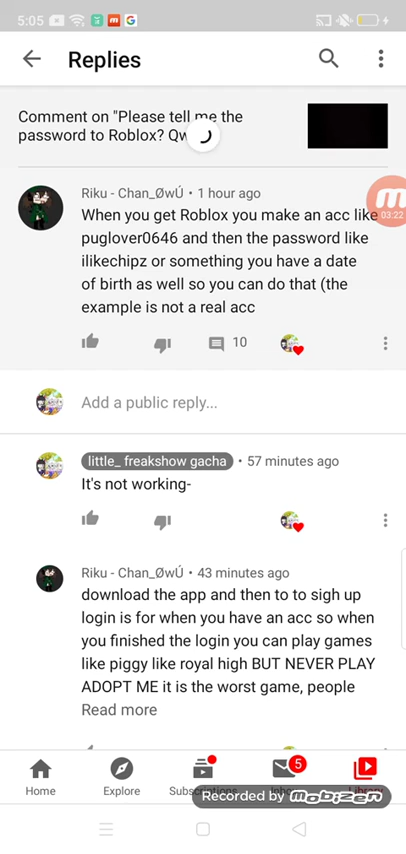 5:05
Replies
Comment on "Please tell me the
password to Roblox? Qw
Riku - Chan_ØwÚ • 1 hour ago
When you get Roblox you make an acc like
puglover0646 and then the password like
ilikechipz or something you have a date
of birth as well so you can do that (the
example is not a real acc
03:22
10
Add a public reply...
little_ freakshow gacha • 57 minutes ago
It's not working-
Riku - Chan_ØwÚ • 43 minutes ago
download the app and then to to sigh up
login is for when you have an acc so when
you finished the login you can play games
like piggy like royal high BUT NEVER PLAY
ADOPT ME it is the worst game, people
Read more
5
Home Explore Subscriptions Inbox Library
Recorded by mobizen